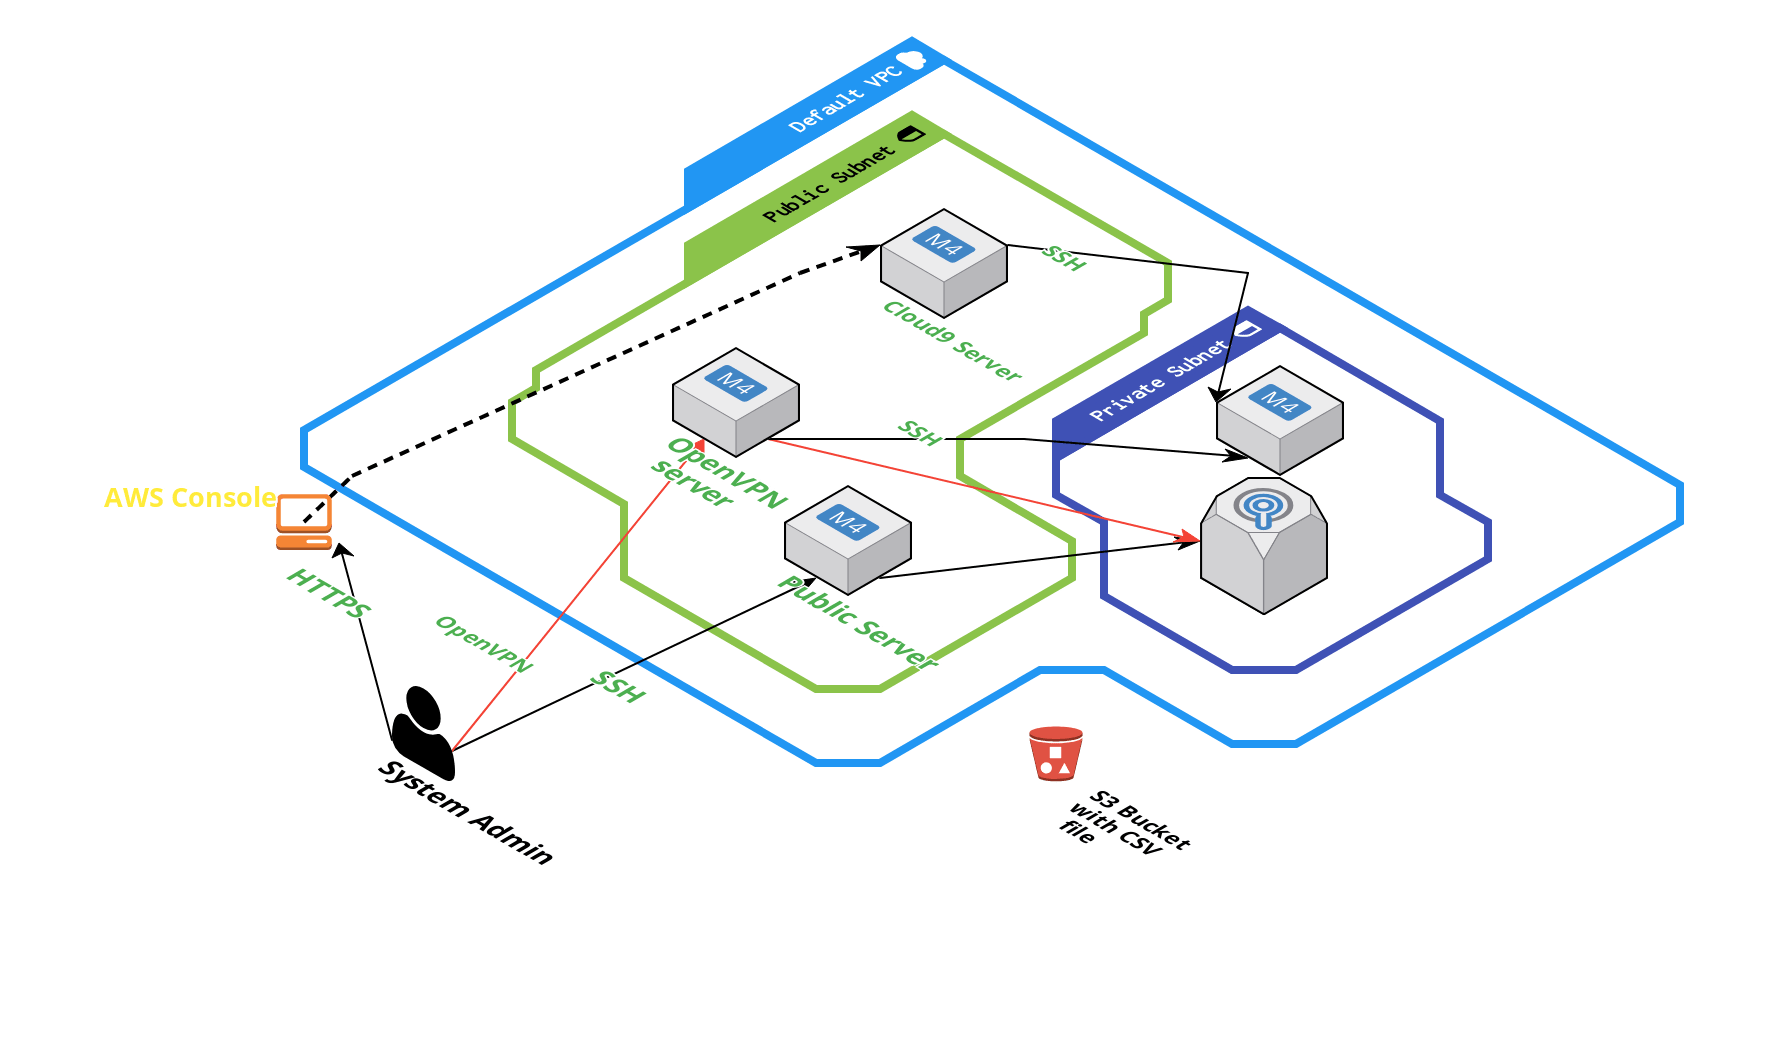 Default VPC
Public Subnet
M4
SSH
Cloud9 Server
Private Subnet
M4
M4
SSH
OpenVPN
server
AWS Console
M4
HTTPS
Public Server
OpenVPN
SSH
System Admin
S3 Bucket
with CSV
file